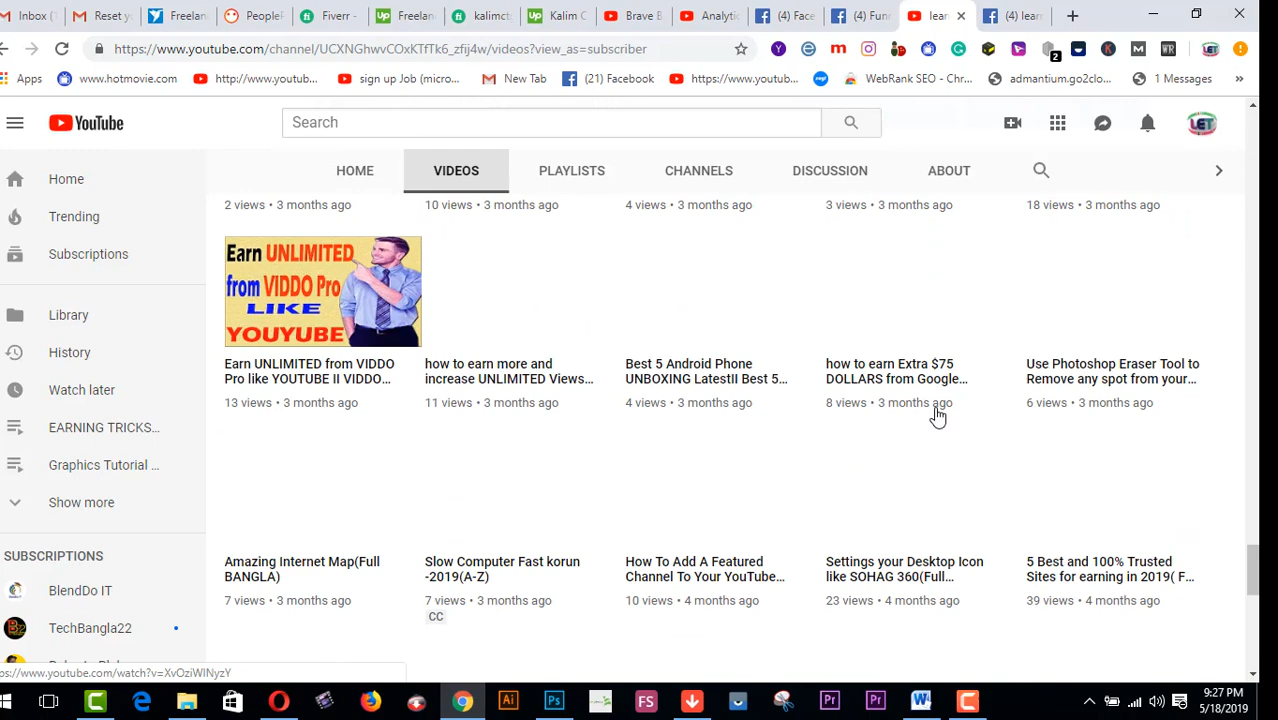 Inbox (
Reset y
Freelan
PeopleP
Fiverr -
Freelan
kalimct
Kalim C
Brave B
Analytic
(4) Face
(4) Fun
learn
(4) lear
https://www.youtube.com/channel/UCXNGhwvCOxKTfTk6_zfij4w/videos?view_as=subscriber
2
Apps
www.hotmovie.com
http://www.youtub...
sign up Job (micro...
New Tab
(21) Facebook
https://www.youtub...
WebRank SEO - Chr...
admantium.go2clo...
1 Messages
»
YouTube
Search
LET
HOME
VIDEOS
PLAYLISTS
CHANNELS
DISCUSSION
ABOUT
Home
Trending
Subscriptions
Library
History
Watch later
EARNING TRICKS...
Graphics Tutorial ...
Show more
SUBSCRIPTIONS
BlendDo IT
TechBangla22
2 views • 3 months ago
10 views • 3 months ago
4 views • 3 months ago
3 views • 3 months ago
18 views • 3 months ago
Earn UNLIMITED
from VIDDO Pro
LIKE
YOUYUBE
Earn UNLIMITED from VIDDO
Pro like YOUTUBE II VIDDO...
13 views • 3 months ago
how to earn more and
increase UNLIMITED Views...
11 views • 3 months ago
Best 5 Android Phone
UNBOXING LatestII Best 5...
4 views • 3 months ago
how to earn Extra $75
DOLLARS from Google...
8 views • 3 months ago
Use Photoshop Eraser Tool to
Remove any spot from your...
6 views • 3 months ago
Amazing Internet Map(Full
BANGLA)
7 views • 3 months ago
Slow Computer Fast korun
-2019(A-Z)
7 views • 3 months ago
CC
How To Add A Featured
Channel To Your YouTube...
10 views • 4 months ago
Settings your Desktop Icon
like SOHAG 360(Full...
23 views • 4 months ago
5 Best and 100% Trusted
Sites for earning in 2019( F...
39 views • 4 months ago
ps://www.youtube.com/watch?v=XvOziWINyzY
9:27 PM
5/18/2019